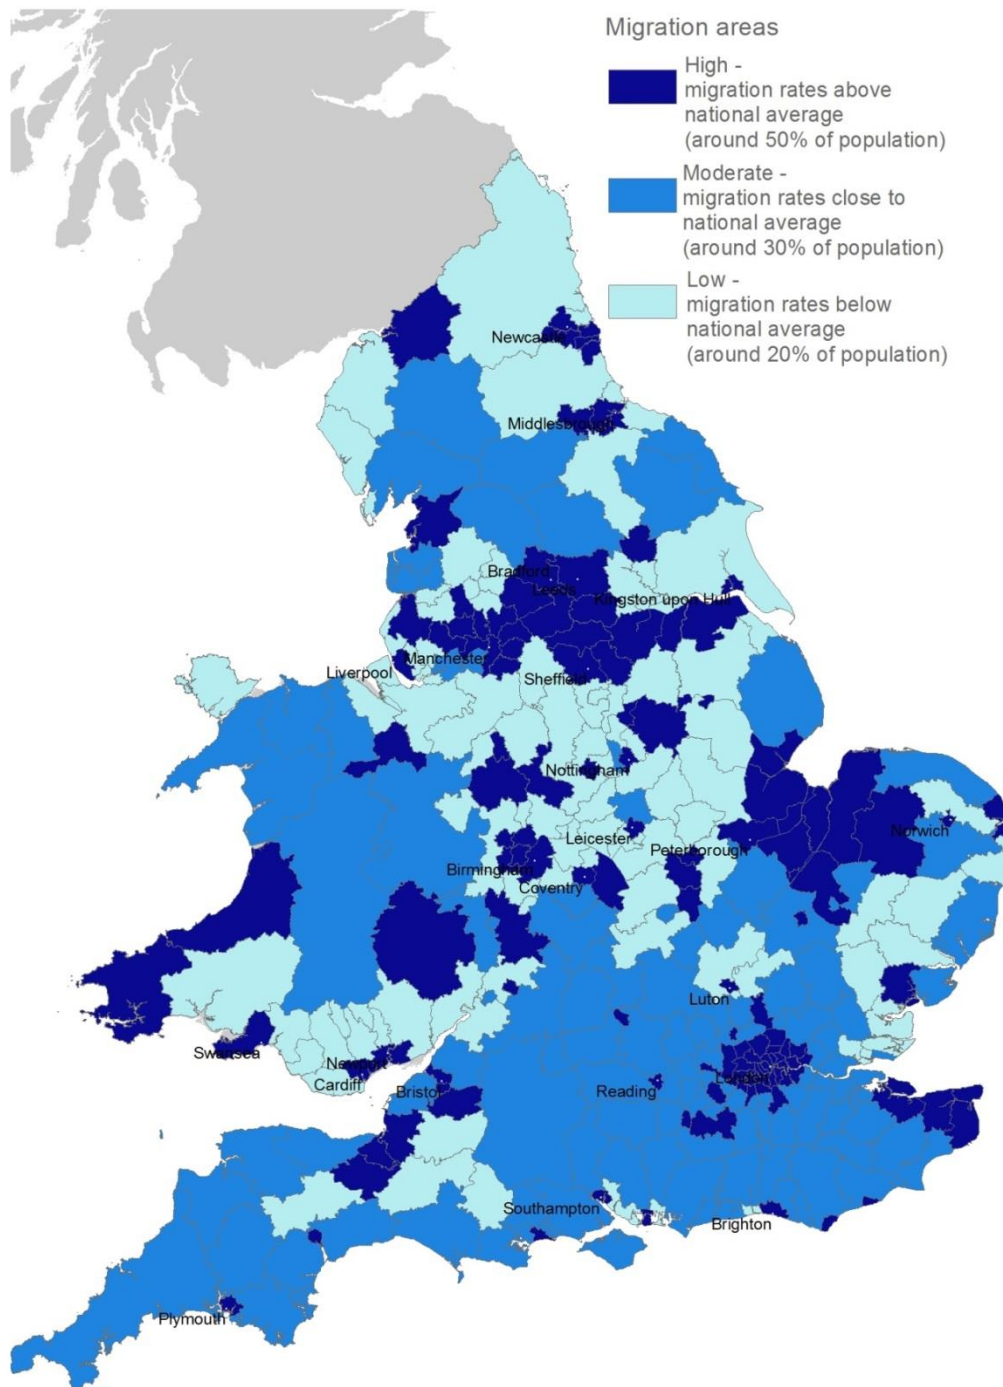 Migration areas
High -
migration rates above
national average
(around 50% of population)
Moderate -
migration rates close to
national average
(around 30% of population)
Low -
migration rates below
national average
(around 20% of population)
Newcastle
Middlesbrough
Bradford
Leeds
Kingston upon Hull
Manchester
Liverpool
Sheffield
Nottingham
Norwich
Leicester
Peterborough
Birmingham
Coventry
Luton
Swansea
Newport
Cardiff
Bristol
Reading
London
Southampton
Brighton
Plymouth